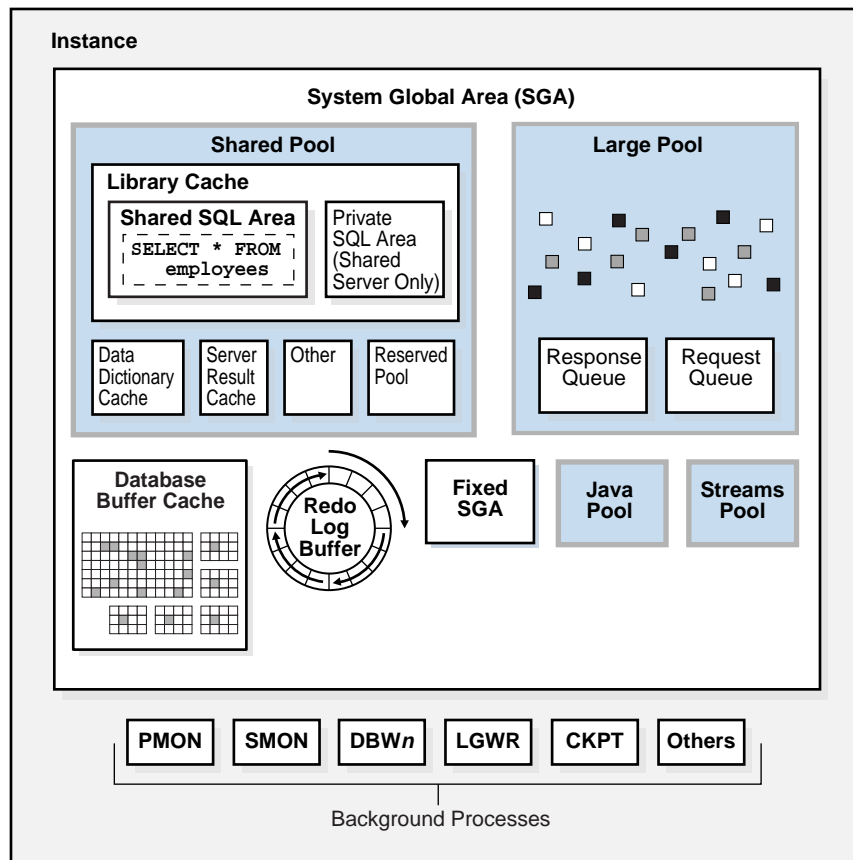 Instance
System Global Area (SGA)
Shared Pool
Library Cache
Shared SQL Area
SELECT * FROM
employees
Private
SQL Area
(Shared
Server Only)
Data
Dictionary
Cache
Server
Result
Cache
Other
Reserved
Pool
Large Pool
Response
Queue
Request
Queue
Database
Buffer Cache
Redo
Log
Buffer
Fixed
SGA
Java
Pool
Streams
Pool
PMON
SMON
DBWn
LGWR
CKPT
Others
Background Processes